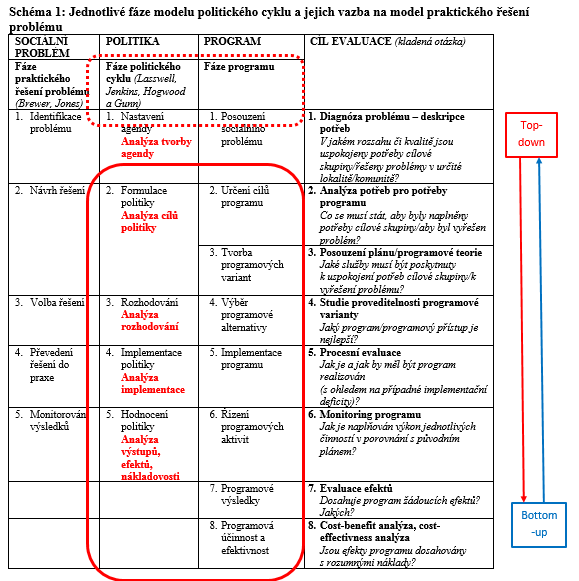 Schéma 1: Jednotlivé fáze modelu politického cyklu a jejich vazba na model praktického řešení
problému
SOCIÁLNÍ
PROBLÉM
POLITIKA
PROGRAM
CÍL EVALUACE (kladená otázka)
Fáze
praktického
řešení problému
(Brewer, Jones)
Fáze politického
cyklu (Lasswell,
Jenkins, Hogwood
a Gunn)
Fáze programu
1. Identifikace
problému
1. Nastavení
agendy
Analýza tvorby
agendy
1. Posouzení
sociálního
problému
1. Diagnóza problému – deskripce
potřeb
V jakém rozsahu či kvalitě jsou
uspokojeny potřeby cílové
skupiny/řešeny problémy v určité
lokalitě/komunitě?
2. Návrh řešení
2. Formulace
politiky
Analýza cílů
politiky
2. Určení cílů
programu
2. Analýza potřeb pro potřeby
programu
Co se musí stát, aby byly naplněny
potřeby cílové skupiny/aby byl vyřešen
problém?
3. Tvorba
programových
variant
3. Posouzení plánu/programové teorie
Jaké služby musí být poskytnuty
k uspokojení potřeb cílové skupiny/k
vyřešení problému?
3. Volba řešení
3. Rozhodování
Analýza
rozhodování
4. Výběr
programové
alternativy
4. Studie proveditelnosti programové
varianty
Jaký program/programový přístup je
nejlepší?
4. Převedení
řešení do
praxe
4. Implementace
politiky
Analýza
implementace
5. Implementace
programu
5. Procesní evaluace
Jak je a jak by měl být program
realizován
(s ohledem na případné implementační
deficity)?
5. Monitorování
výsledků
5. Hodnocení
politiky
Analýza
výstupů,
efektů,
nákladovosti
6. Řízení
programových
aktivit
6. Monitoring programu
Jak je naplňován výkon jednotlivých
činností v porovnání s původním
plánem?
7. Programové
výsledky
7. Evaluace efektů
Dosahuje program žádoucích efektů?
Jakých?
8. Programová
účinnost a
efektivnost
8. Cost-benefit analýza, cost-
effectivness analýza
Jsou efekty programu dosahovány
s rozumnými náklady?
Top-
down
Bottom
-up